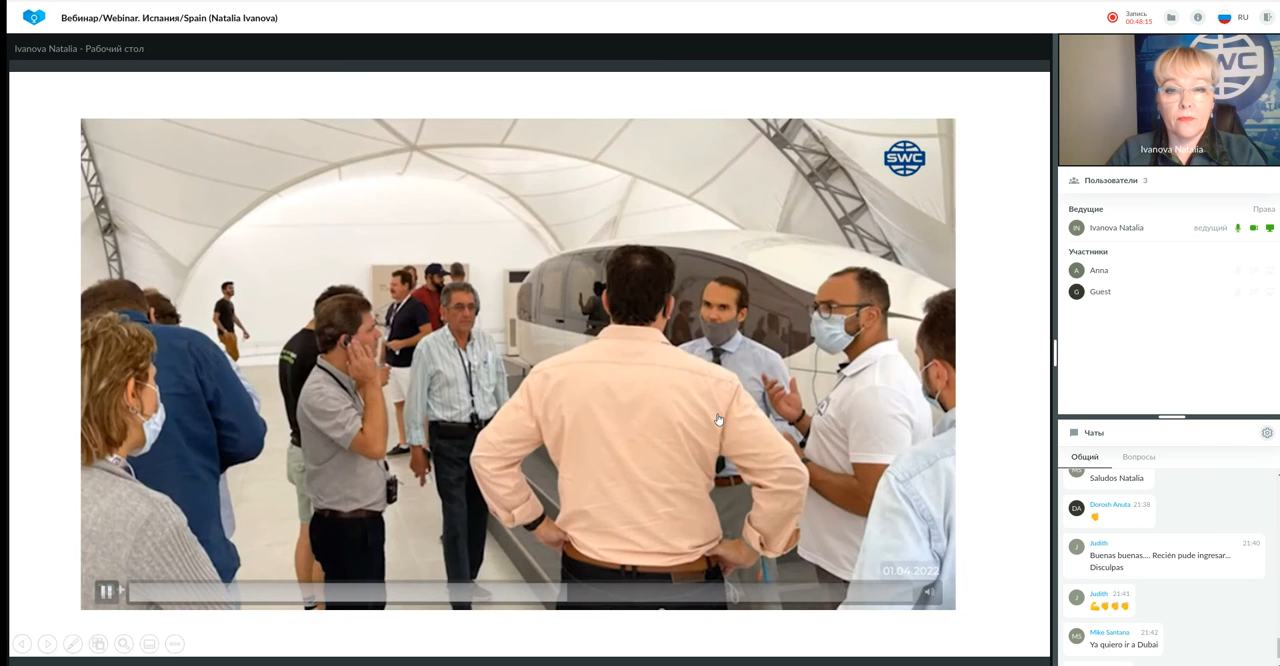 Вебинар/Webinar. Испания/Spain (Natalia Ivanova)
Запись
00:48:15
RU
Ivanova Natalia - Рабочий стол
SWC
01.04.2022
WC
Ivanova Natalia
Пользователи 3
Ведущие Права
IN Ivanova Natalia ведущий
Участники
A Anna
G Guest
Чаты
Общий Вопросы
MS
Saludos Natalia
DA Dorosh Anuta 21:38
J Judith 21:40
Buenas buenas.... Recién pude ingresar...
Disculpas
J Judith 21:41
MS Mike Santana 21:42
Ya quiero ir a Dubai